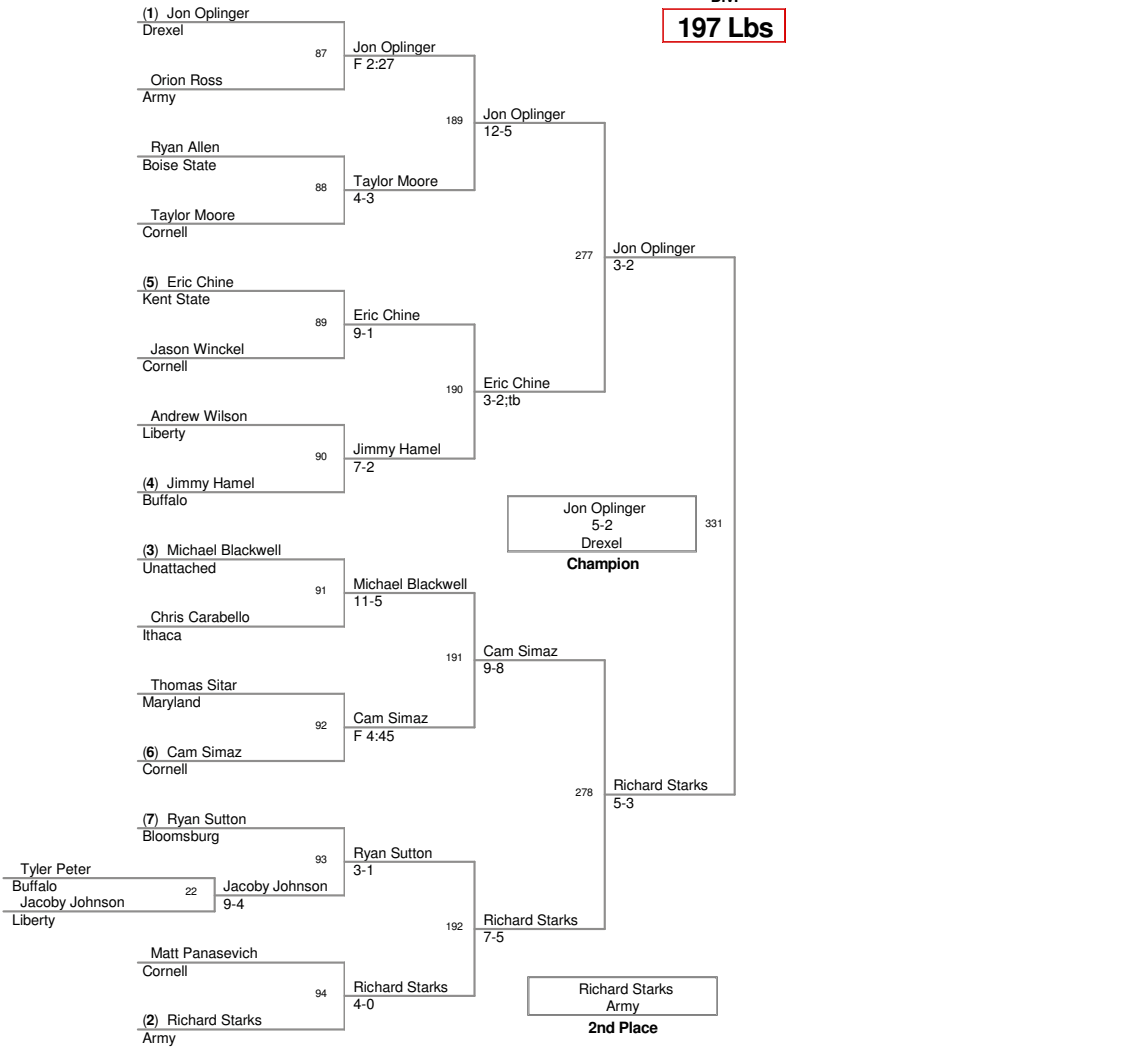 197 Lbs
(1) Jon Oplinger
Drexel
87
Jon Oplinger
F 2:27
Orion Ross
Army
189
Jon Oplinger
12-5
Ryan Allen
Boise State
88
Taylor Moore
4-3
Taylor Moore
Cornell
277
Jon Oplinger
3-2
(5) Eric Chine
Kent State
89
Eric Chine
9-1
Jason Winckel
Cornell
190
Eric Chine
3-2;tb
Andrew Wilson
Liberty
90
Jimmy Hamel
7-2
(4) Jimmy Hamel
Buffalo
Jon Oplinger
5-2
Drexel
331
Champion
(3) Michael Blackwell
Unattached
91
Michael Blackwell
11-5
Chris Carabello
Ithaca
191
Cam Simaz
9-8
Thomas Sitar
Maryland
92
Cam Simaz
F 4:45
(6) Cam Simaz
Cornell
278
Richard Starks
5-3
(7) Ryan Sutton
Bloomsburg
93
Ryan Sutton
3-1
Tyler Peter
Buffalo
22
Jacoby Johnson
9-4
Jacoby Johnson
Liberty
192
Richard Starks
7-5
Matt Panasevich
Cornell
94
Richard Starks
4-0
(2) Richard Starks
Army
Richard Starks
Army
2nd Place